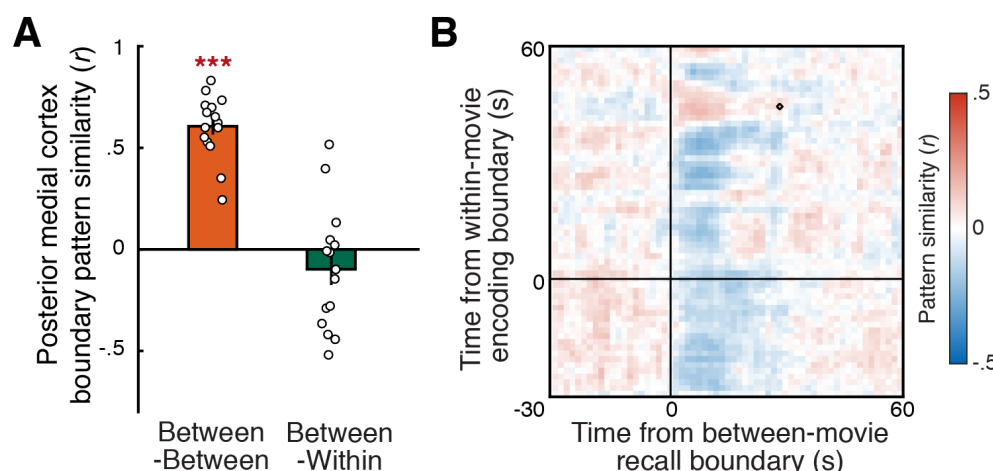 A
B
Posterior medial cortex
boundary pattern similarity (r)
1
.5
0
-.5
***
Between
-Between
Between
-Within
Time from within-movie
encoding boundary (s)
60
0
-30
0
60
Time from between-movie
recall boundary (s)
.5
0
-.5
Pattern similarity (r)